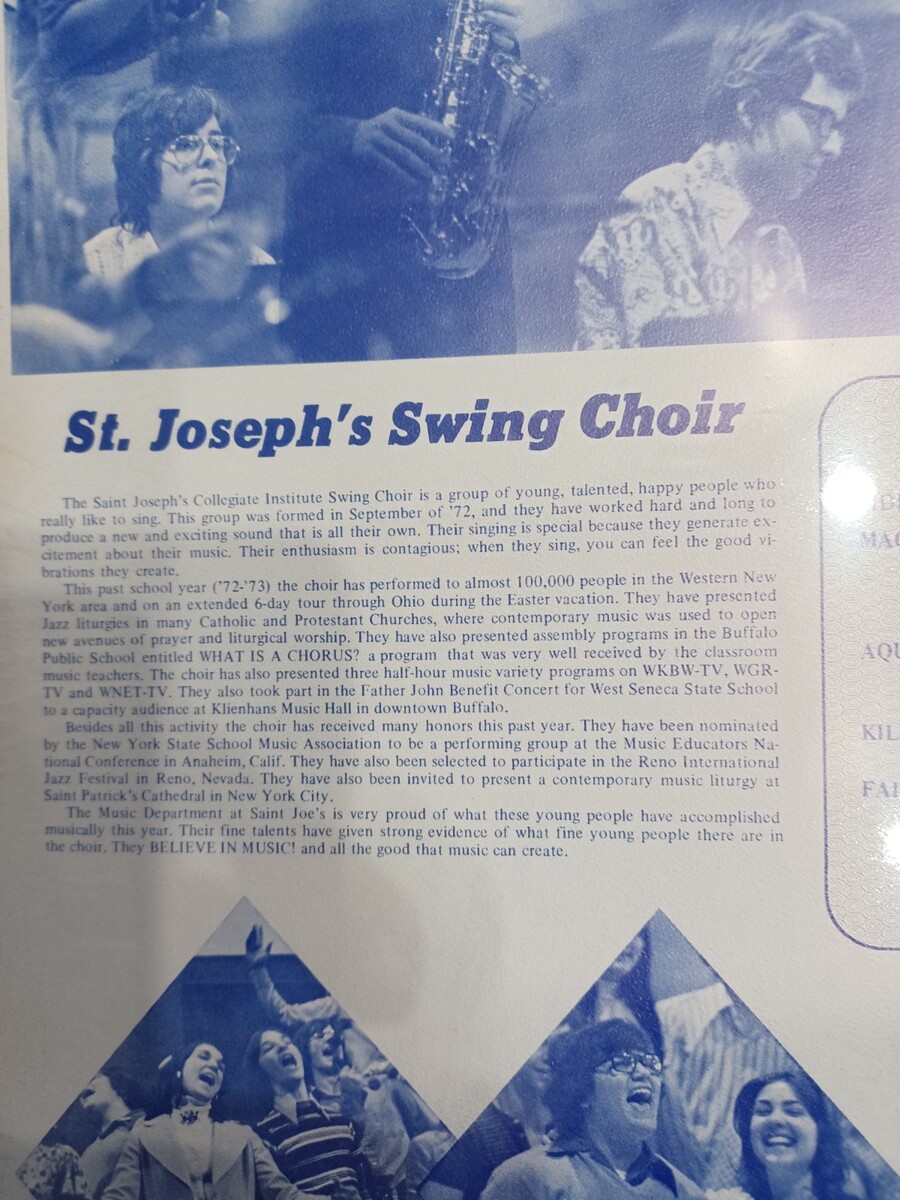 St. Joseph's Swing Choir
The Saint Joseph's Collegiate Institute Swing Choir is a group of young, talented, happy people who
really like to sing. This group was formed in September of '72, and they have worked hard and long to
produce a new and exciting sound that is all their own. Their singing is special because they generate ex-
citement about their music. Their enthusiasm is contagious; when they sing, you can feel the good vi-
brations they create.
This past school year ('72-'73) the choir has performed to almost 100,000 people in the Western New
York area and on an extended 6-day tour through Ohio during the Easter vacation. They have presented
Jazz liturgies in many Catholic and Protestant Churches, where contemporary music was used to open
new avenues of prayer and liturgical worship. They have also presented assembly programs in the Buffalo
Public School entitled WHAT IS A CHORUS? a program that was very well received by the classroom
music teachers. The choir has also presented three half-hour music variety programs on WKBW-TV, WGR-
TV and WNET-TV. They also took part in the Father John Benefit Concert for West Seneca State School
to a capacity audience at Klienhans Music Hall in downtown Buffalo.
Besides all this activity the choir has received many honors this past year. They have been nominated
by the New York State School Music Association to be a performing group at the Music Educators Na-
tional Conference in Anaheim, Calif. They have also been selected to participate in the Reno International
Jazz Festival in Reno, Nevada. They have also been invited to present a contemporary music liturgy at
Saint Patrick's Cathedral in New York City.
The Music Department at Saint Joe's is very proud of what these young people have accomplished
musically this year. Their fine talents have given strong evidence of what fine young people there are in
the choir. They BELIEVE IN MUSIC! and all the good that music can create.
MAG
AQU
KIL
FAI